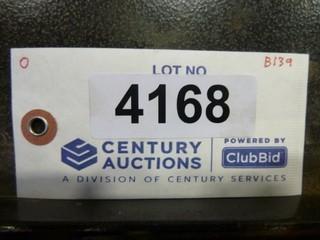 O
B139
LOT NO
4168
CENTURY AUCTIONS
POWERED BY
ClubBid
A DIVISION OF CENTURY SERVICES